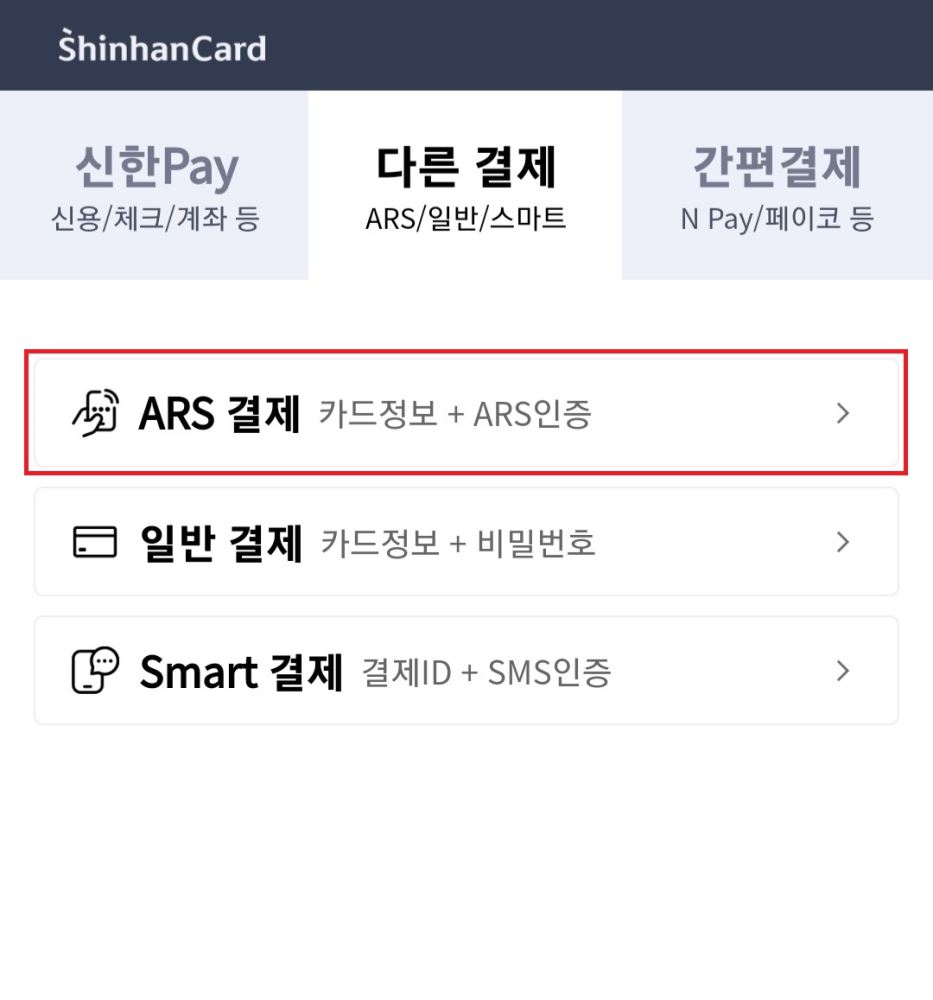 ShinhanCard
신한Pay
신용/체크/계좌 등
다른 결제
ARS/일반/스마트
간편결제
N Pay/페이코 등
ARS 결제 카드정보 + ARS인증
일반 결제 카드정보 + 비밀번호
Smart 결제 결제ID + SMS인증